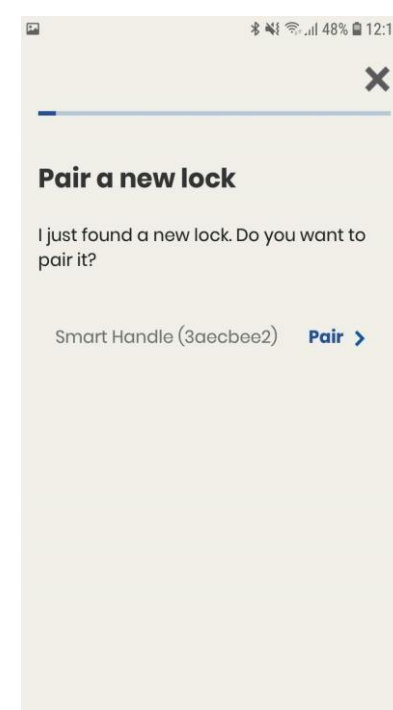 48% 12:1
Pair a new lock
I just found a new lock. Do you want to
pair it?
Smart Handle (3aecbee2) Pair